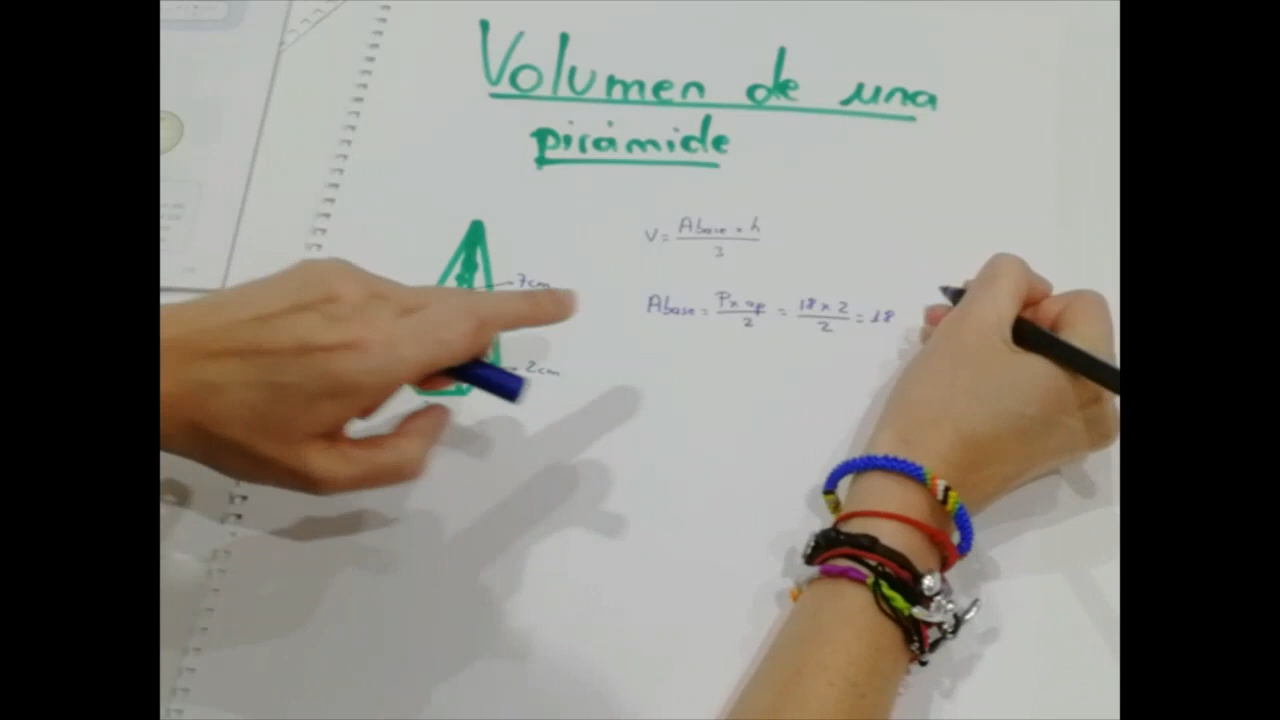 Volumen de una
pirámide
V = Abase × h / 3
7cm
Abase = P x ap / 2 = 18 x 2 / 2 = 18
2cm